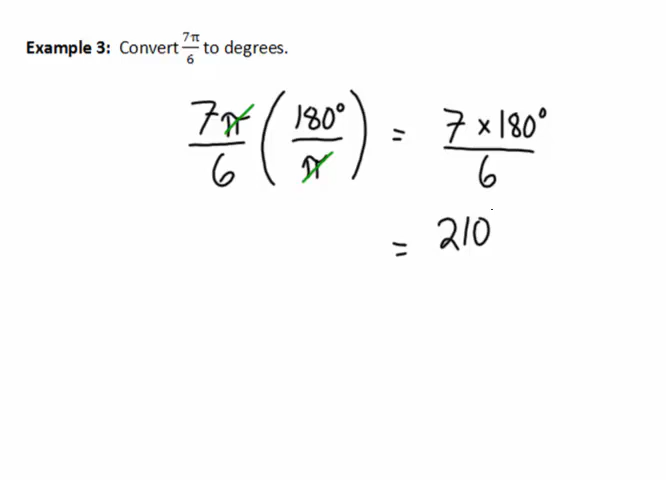 Example 3: Convert 7π/6 to degrees.
7π/6 (180°/π) = 7 × 180°/6
= 210